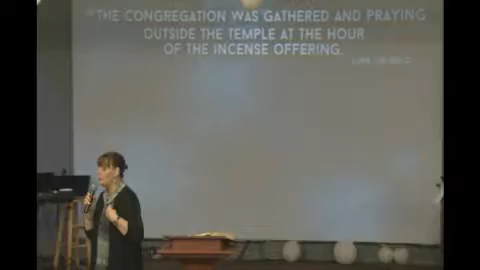 "THE CONGREGATION WAS GATHERED AND PRAYING
OUTSIDE THE TEMPLE AT THE HOUR
OF THE INCENSE OFFERING.